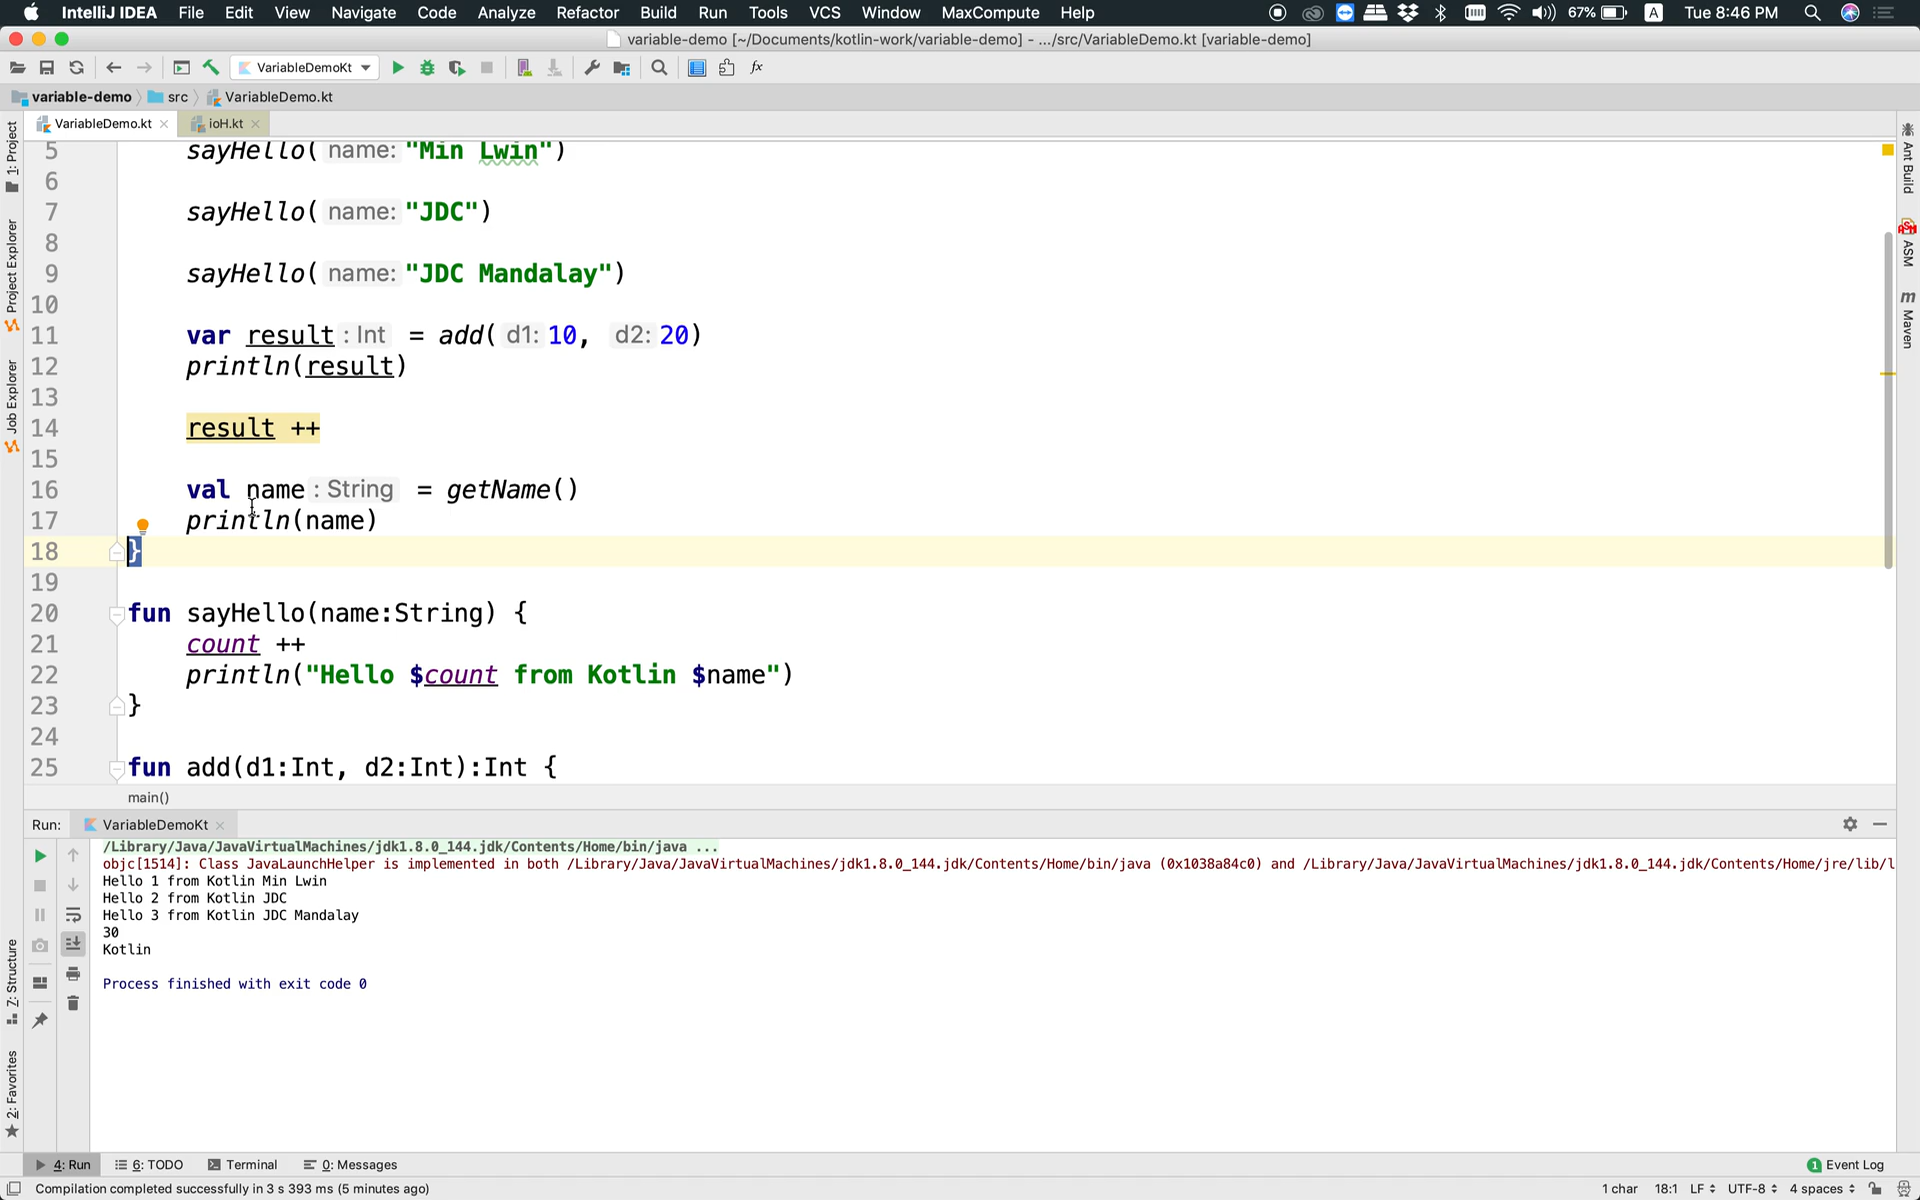 IntelliJ IDEA File Edit View Navigate Code Analyze Refactor Build Run Tools VCS Window MaxCompute Help 67% A Tue 8:46 PM
variable-demo [~/Documents/kotlin-work/variable-demo] - .../src/VariableDemo.kt [variable-demo]
VariableDemoKt
variable-demo src VariableDemo.kt
VariableDemo.kt ioH.kt
5 sayHello( name: "Min Lwin")
6
7 sayHello( name: "JDC")
8
9 sayHello( name: "JDC Mandalay")
10
11 var result : Int = add( d1: 10, d2: 20)
12 println(result)
13
14 result ++
15
16 val name : String = getName()
17 println(name)
18 }
19
20 fun sayHello(name:String) {
21 count ++
22 println("Hello $count from Kotlin $name")
23 }
24
25 fun add(d1:Int, d2:Int):Int {
main()
1: Project
Project Explorer
Job Explorer
Z: Structure
2: Favorites
Ant Build
ASM
ASM
m Maven
Run: VariableDemoKt
/Library/Java/JavaVirtualMachines/jdk1.8.0_144.jdk/Contents/Home/bin/java ...
objc[1514]: Class JavaLaunchHelper is implemented in both /Library/Java/JavaVirtualMachines/jdk1.8.0_144.jdk/Contents/Home/bin/java (0x1038a84c0) and /Library/Java/JavaVirtualMachines/jdk1.8.0_144.jdk/Contents/Home/jre/lib/l
Hello 1 from Kotlin Min Lwin
Hello 2 from Kotlin JDC
Hello 3 from Kotlin JDC Mandalay
30
Kotlin
Process finished with exit code 0
4: Run 6: TODO Terminal 0: Messages 1 Event Log
Compilation completed successfully in 3 s 393 ms (5 minutes ago) 1 char 18:1 LF UTF-8 4 spaces